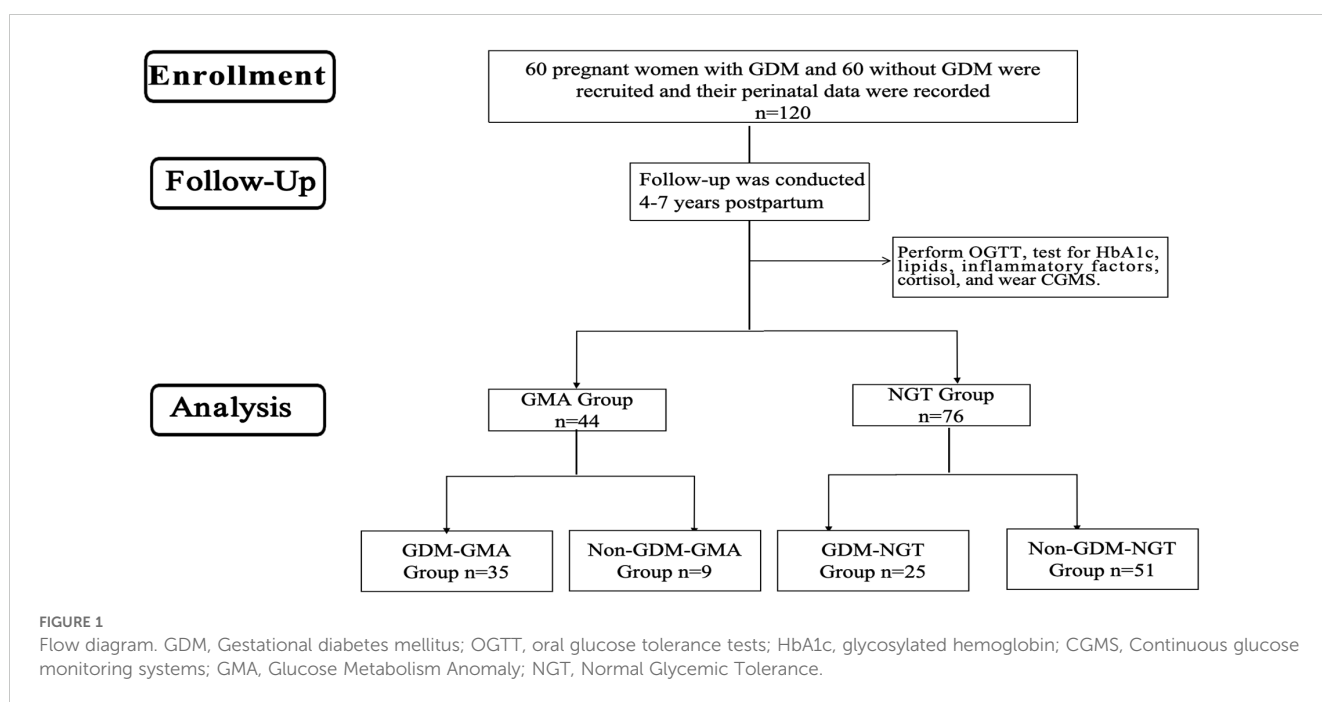 Enrollment
60 pregnant women with GDM and 60 without GDM were
recruited and their perinatal data were recorded
n=120
Follow-Up
Follow-up was conducted
4-7 years postpartum
Perform OGTT, test for HbA1c,
lipids, inflammatory factors,
cortisol, and wear CGMS.
Analysis
GMA Group
n=44
NGT Group
n=76
GDM-GMA
Group n=35
Non-GDM-GMA
Group n=9
GDM-NGT
Group n=25
Non-GDM-NGT
Group n=51
FIGURE 1
Flow diagram. GDM, Gestational diabetes mellitus; OGTT, oral glucose tolerance tests; HbA1c, glycosylated hemoglobin; CGMS, Continuous glucose
monitoring systems; GMA, Glucose Metabolism Anomaly; NGT, Normal Glycemic Tolerance.